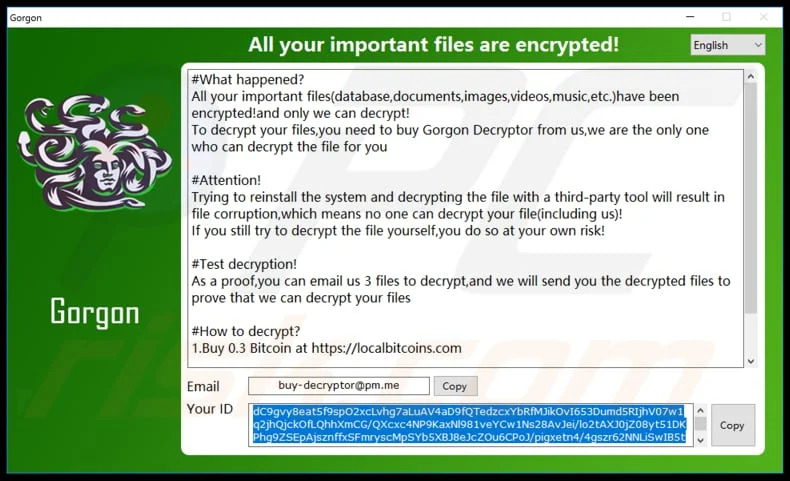 Gorgon
All your important files are encrypted!
English
#What happened?
All your important files(database,documents,images,videos,music,etc.)have been
encrypted!and only we can decrypt!
To decrypt your files,you need to buy Gorgon Decryptor from us,we are the only one
who can decrypt the file for you
#Attention!
Trying to reinstall the system and decrypting the file with a third-party tool will result in
file corruption,which means no one can decrypt your file(including us)!
If you still try to decrypt the file yourself,you do so at your own risk!
#Test decryption!
As a proof,you can email us 3 files to decrypt,and we will send you the decrypted files to
prove that we can decrypt your files
#How to decrypt?
1.Buy 0.3 Bitcoin at https://localbitcoins.com
Gorgon
Email
buy-decryptor@pm.me
Copy
Your ID
dC9gvy8eat5f9spO2xcLvhg7aLuAV4aD9fQTedzcxYbRfMJikOvI653Dumd5RIjhV07w1
q2jhQjckOfLQhhXmCG/QXcxc4NP9KaxNl981veYCw1Ns28AvJei/lo2tAXJ0jZ08yt51DK
Phg9ZSEpAjsznffxSFmryscMpSYb5XBJ8eJcZOu6CPoJ/pigxetn4/4gszr62NNLiSwIB5t
Copy
PC
risk.com